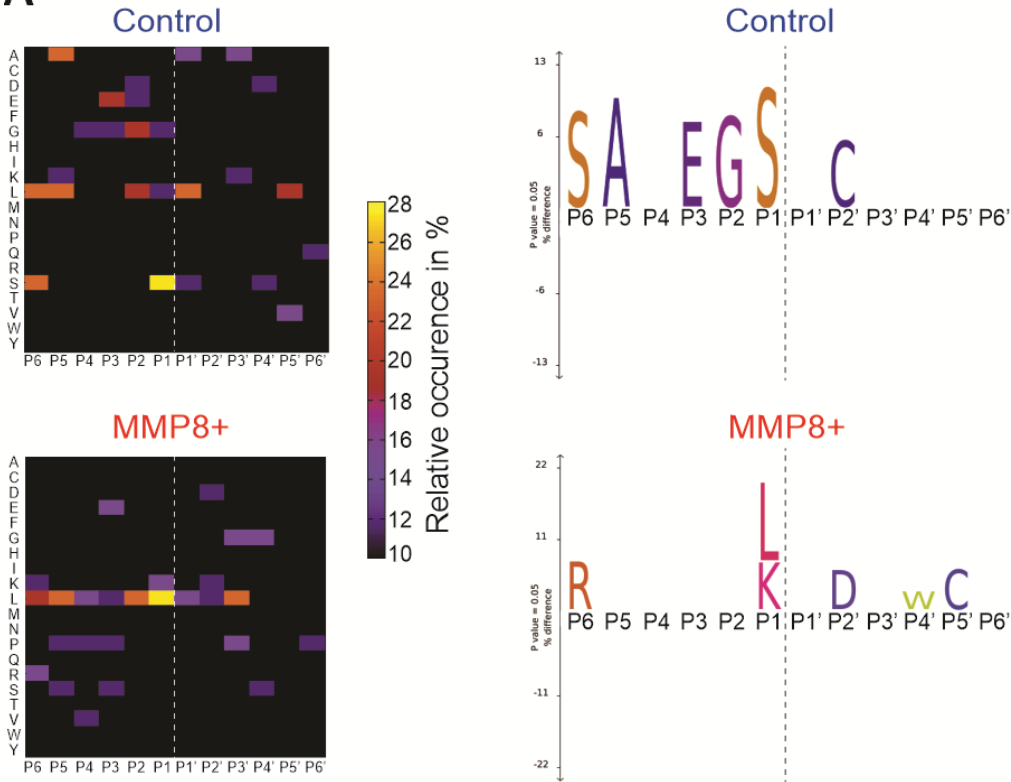 Control
A
C
D
E
F
G
H
I
K
L
M
N
P
Q
R
S
T
V
W
Y
P6 P5 P4 P3 P2 P1 P1' P2' P3' P4' P5' P6'
Control
13
6
-6
-13
P value = 0.05
% difference
S A E G S C
P6 P5 P4 P3 P2 P1 P1' P2' P3' P4' P5' P6'
28
26
24
22
20
18
16
14
12
10
Relative occurence in %
MMP8+
A
C
D
E
F
G
H
I
K
L
M
N
P
Q
R
S
T
V
W
Y
P6 P5 P4 P3 P2 P1 P1' P2' P3' P4' P5' P6'
MMP8+
22
11
-11
-22
P value = 0.05
% difference
L
R K D W C
P6 P5 P4 P3 P2 P1 P1' P2' P3' P4' P5' P6'